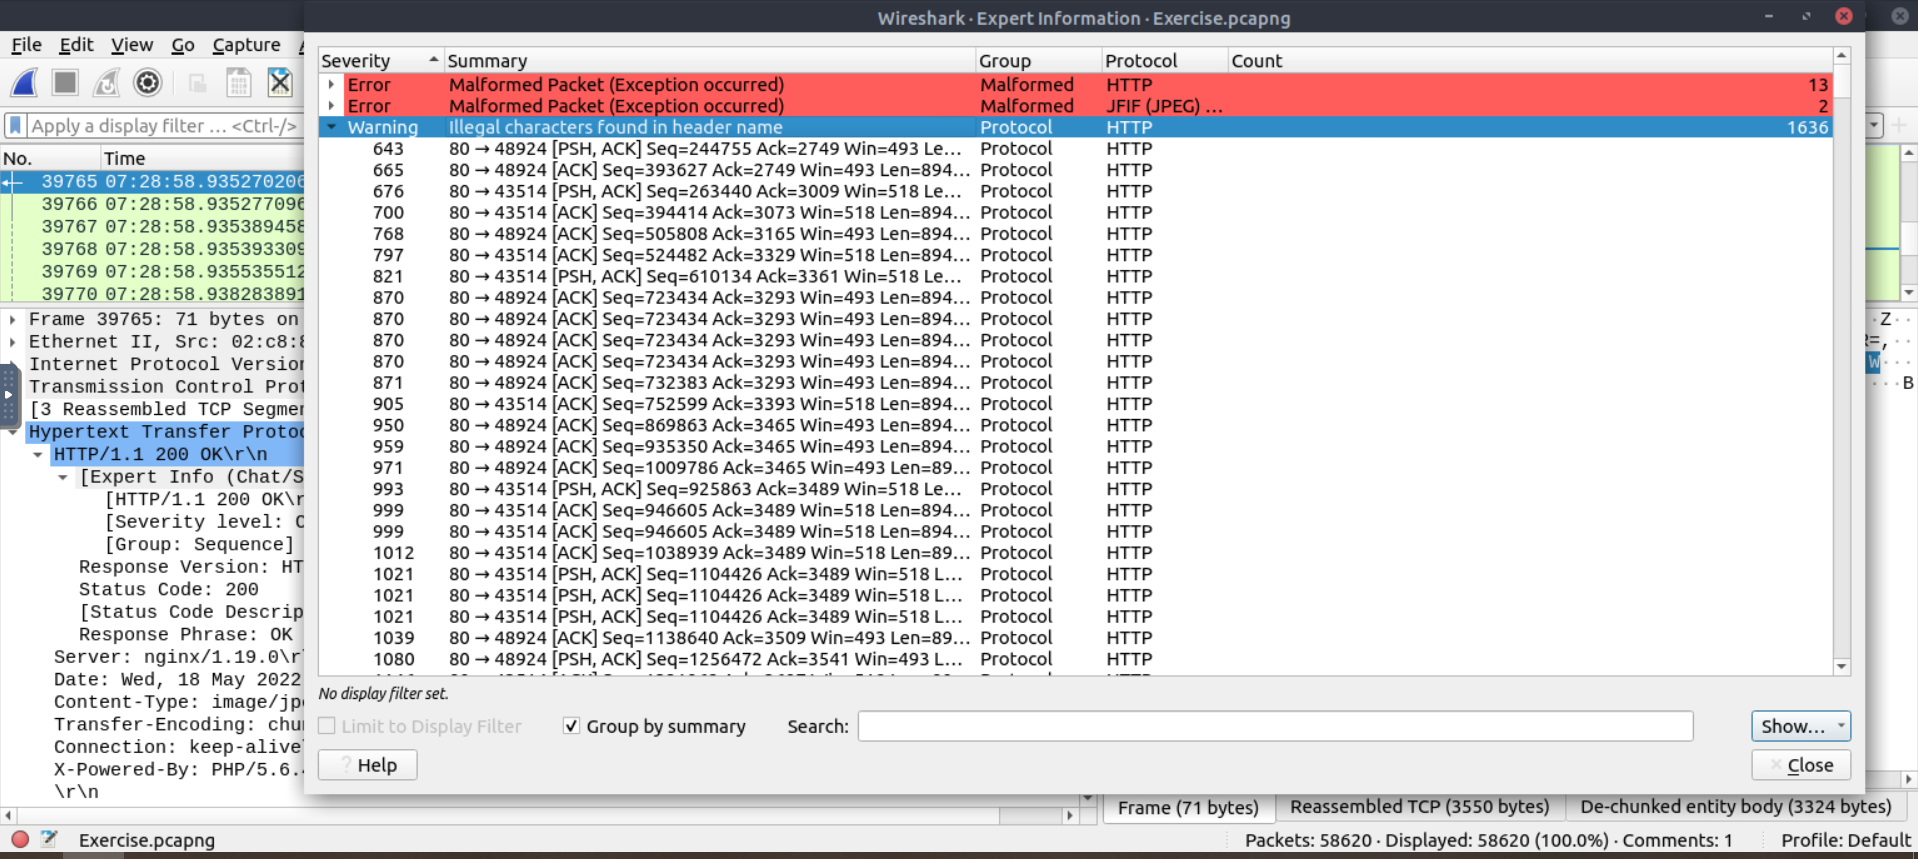 Wireshark · Expert Information · Exercise.pcapng
File Edit View Go Capture
Apply a display filter … <Ctrl-/>
No. Time
39765 07:28:58.935270206
39766 07:28:58.935277096
39767 07:28:58.935389458
39768 07:28:58.935393309
39769 07:28:58.935535512
39770 07:28:58.938283891
Frame 39765: 71 bytes on
Ethernet II, Src: 02:c8:8
Internet Protocol Version
Transmission Control Prot
[3 Reassembled TCP Segmen
Hypertext Transfer Protoc
HTTP/1.1 200 OK\r\n
[Expert Info (Chat/S
[HTTP/1.1 200 OK\r
[Severity level: C
[Group: Sequence]
Response Version: HT
Status Code: 200
[Status Code Descrip
Response Phrase: OK
Server: nginx/1.19.0\r
Date: Wed, 18 May 2022
Content-Type: image/jp
Transfer-Encoding: chu
Connection: keep-alive
X-Powered-By: PHP/5.6.4
\r\n
Severity Summary Group Protocol Count
Error Malformed Packet (Exception occurred) Malformed HTTP 13
Error Malformed Packet (Exception occurred) Malformed JFIF (JPEG) … 2
Warning Illegal characters found in header name Protocol HTTP 1636
643 80 → 48924 [PSH, ACK] Seq=244755 Ack=2749 Win=493 Le… Protocol HTTP
665 80 → 48924 [ACK] Seq=393627 Ack=2749 Win=493 Len=894… Protocol HTTP
676 80 → 43514 [PSH, ACK] Seq=263440 Ack=3009 Win=518 Le… Protocol HTTP
700 80 → 43514 [ACK] Seq=394414 Ack=3073 Win=518 Len=894… Protocol HTTP
768 80 → 48924 [ACK] Seq=505808 Ack=3165 Win=493 Len=894… Protocol HTTP
797 80 → 43514 [ACK] Seq=524482 Ack=3329 Win=518 Len=894… Protocol HTTP
821 80 → 43514 [PSH, ACK] Seq=610134 Ack=3361 Win=518 Le… Protocol HTTP
870 80 → 48924 [ACK] Seq=723434 Ack=3293 Win=493 Len=894… Protocol HTTP
870 80 → 48924 [ACK] Seq=723434 Ack=3293 Win=493 Len=894… Protocol HTTP
870 80 → 48924 [ACK] Seq=723434 Ack=3293 Win=493 Len=894… Protocol HTTP
870 80 → 48924 [ACK] Seq=723434 Ack=3293 Win=493 Len=894… Protocol HTTP
871 80 → 48924 [ACK] Seq=732383 Ack=3293 Win=493 Len=894… Protocol HTTP
905 80 → 43514 [ACK] Seq=752599 Ack=3393 Win=518 Len=894… Protocol HTTP
950 80 → 48924 [ACK] Seq=869863 Ack=3465 Win=493 Len=894… Protocol HTTP
959 80 → 48924 [ACK] Seq=935350 Ack=3465 Win=493 Len=894… Protocol HTTP
971 80 → 48924 [ACK] Seq=1009786 Ack=3465 Win=493 Len=89… Protocol HTTP
993 80 → 43514 [PSH, ACK] Seq=925863 Ack=3489 Win=518 Le… Protocol HTTP
999 80 → 43514 [ACK] Seq=946605 Ack=3489 Win=518 Len=894… Protocol HTTP
999 80 → 43514 [ACK] Seq=946605 Ack=3489 Win=518 Len=894… Protocol HTTP
1012 80 → 43514 [ACK] Seq=1038939 Ack=3489 Win=518 Len=89… Protocol HTTP
1021 80 → 43514 [PSH, ACK] Seq=1104426 Ack=3489 Win=518 L… Protocol HTTP
1021 80 → 43514 [PSH, ACK] Seq=1104426 Ack=3489 Win=518 L… Protocol HTTP
1021 80 → 43514 [PSH, ACK] Seq=1104426 Ack=3489 Win=518 L… Protocol HTTP
1039 80 → 48924 [ACK] Seq=1138640 Ack=3509 Win=493 Len=89… Protocol HTTP
1080 80 → 48924 [PSH, ACK] Seq=1256472 Ack=3541 Win=493 L… Protocol HTTP
No display filter set.
Limit to Display Filter Group by summary Search: Show…
? Help Close
Z
R=,
W
B
Frame (71 bytes) Reassembled TCP (3550 bytes) De-chunked entity body (3324 bytes)
Exercise.pcapng Packets: 58620 · Displayed: 58620 (100.0%) · Comments: 1 Profile: Default